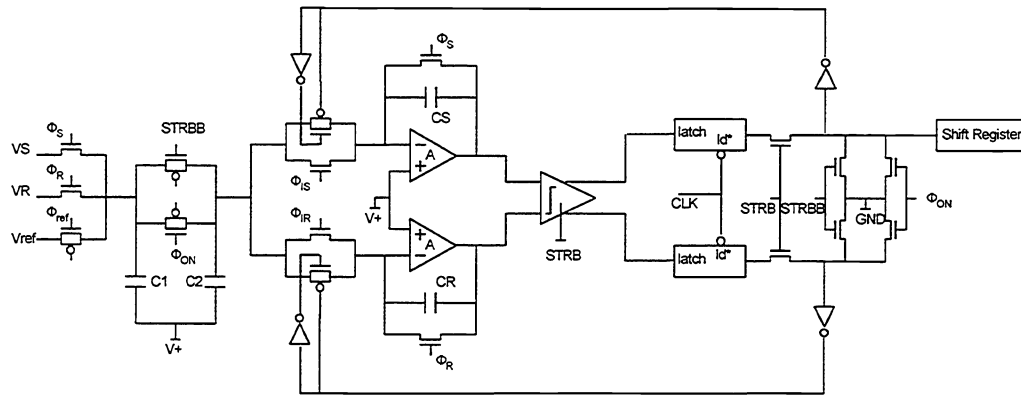 ΦS
VS
ΦR
VR
Φref
Vref
STRBB
ΦON
C1
C2
V+
ΦIS
ΦIR
ΦS
CS
A
V+
A
CR
ΦR
STRB
latch
ld*
CLK
ld*
latch
STRB
STRBB
GND
ΦON
Shift Register